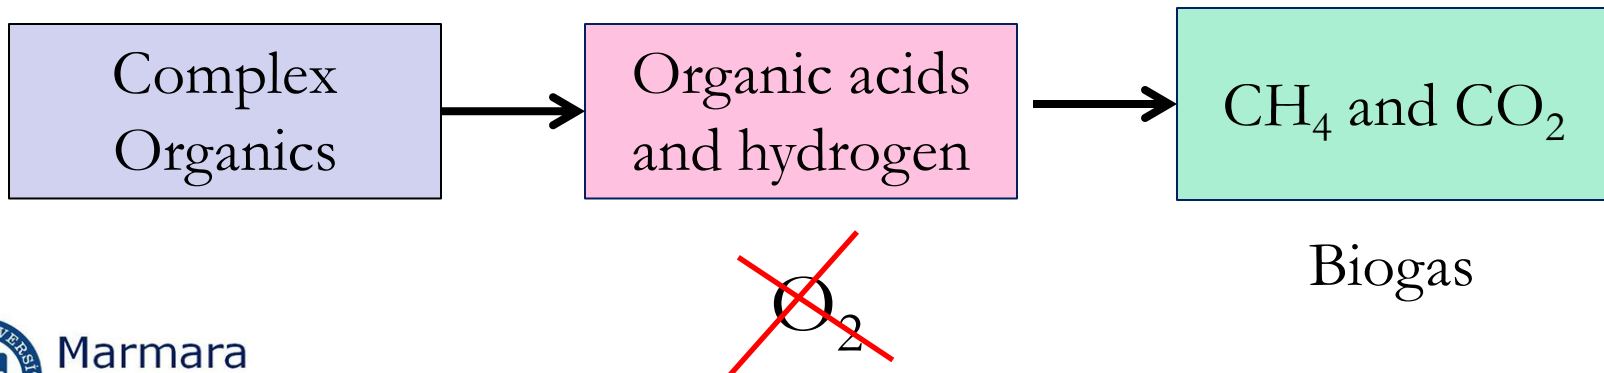 Complex
Organics
Organic acids
and hydrogen
CH₄ and CO₂
Biogas
O₂
Marmara